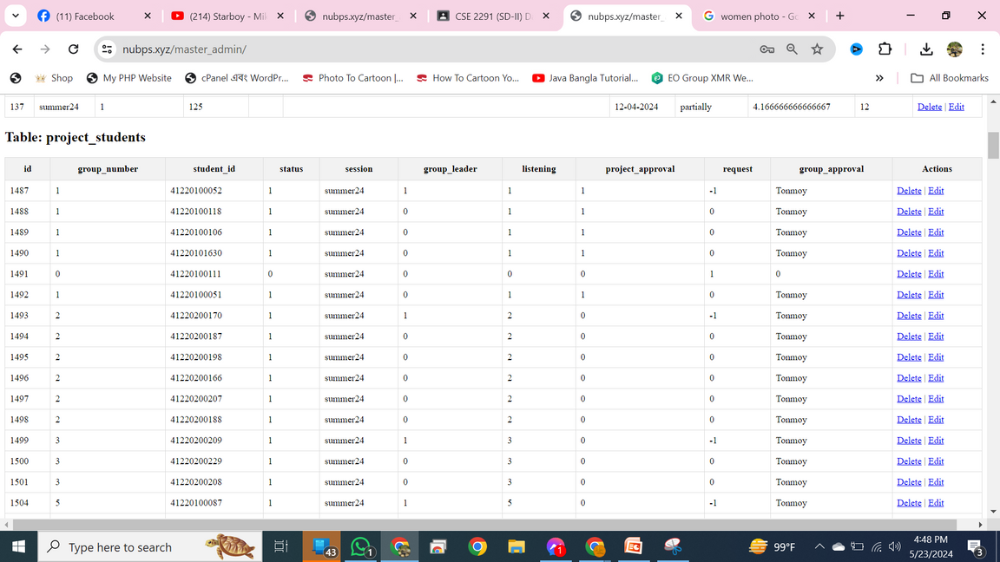 (11) Facebook
(214) Starboy - Mil
nubps.xyz/master_
CSE 2291 (SD-II) D
nubps.xyz/master_
women photo - Go
nubps.xyz/master_admin/
Shop
My PHP Website
cPanel এবং WordPr...
Photo To Cartoon |...
How To Cartoon Yo...
Java Bangla Tutorial...
EO Group XMR We...
»
All Bookmarks
137 summer24 1 125 12-04-2024 partially 4.166666666666667 12 Delete | Edit
Table: project_students
id group_number student_id status session group_leader listening project_approval request group_approval Actions
1487 1 41220100052 1 summer24 1 1 1 -1 Tonmoy Delete | Edit
1488 1 41220100118 1 summer24 0 1 1 0 Tonmoy Delete | Edit
1489 1 41220100106 1 summer24 0 1 1 0 Tonmoy Delete | Edit
1490 1 41220101630 1 summer24 0 1 1 0 Tonmoy Delete | Edit
1491 0 41220100111 0 summer24 0 0 0 1 0 Delete | Edit
1492 1 41220100051 1 summer24 0 1 1 0 Tonmoy Delete | Edit
1493 2 41220200170 1 summer24 1 2 0 -1 Tonmoy Delete | Edit
1494 2 41220200187 1 summer24 0 2 0 0 Tonmoy Delete | Edit
1495 2 41220200198 1 summer24 0 2 0 0 Tonmoy Delete | Edit
1496 2 41220200166 1 summer24 0 2 0 0 Tonmoy Delete | Edit
1497 2 41220200207 1 summer24 0 2 0 0 Tonmoy Delete | Edit
1498 2 41220200188 1 summer24 0 2 0 0 Tonmoy Delete | Edit
1499 3 41220200209 1 summer24 1 3 0 -1 Tonmoy Delete | Edit
1500 3 41220200229 1 summer24 0 3 0 0 Tonmoy Delete | Edit
1501 3 41220200208 1 summer24 0 3 0 0 Tonmoy Delete | Edit
1504 5 41220100087 1 summer24 1 5 0 -1 Tonmoy Delete | Edit
Type here to search
43
1
1
99°F
4:48 PM
5/23/2024
3